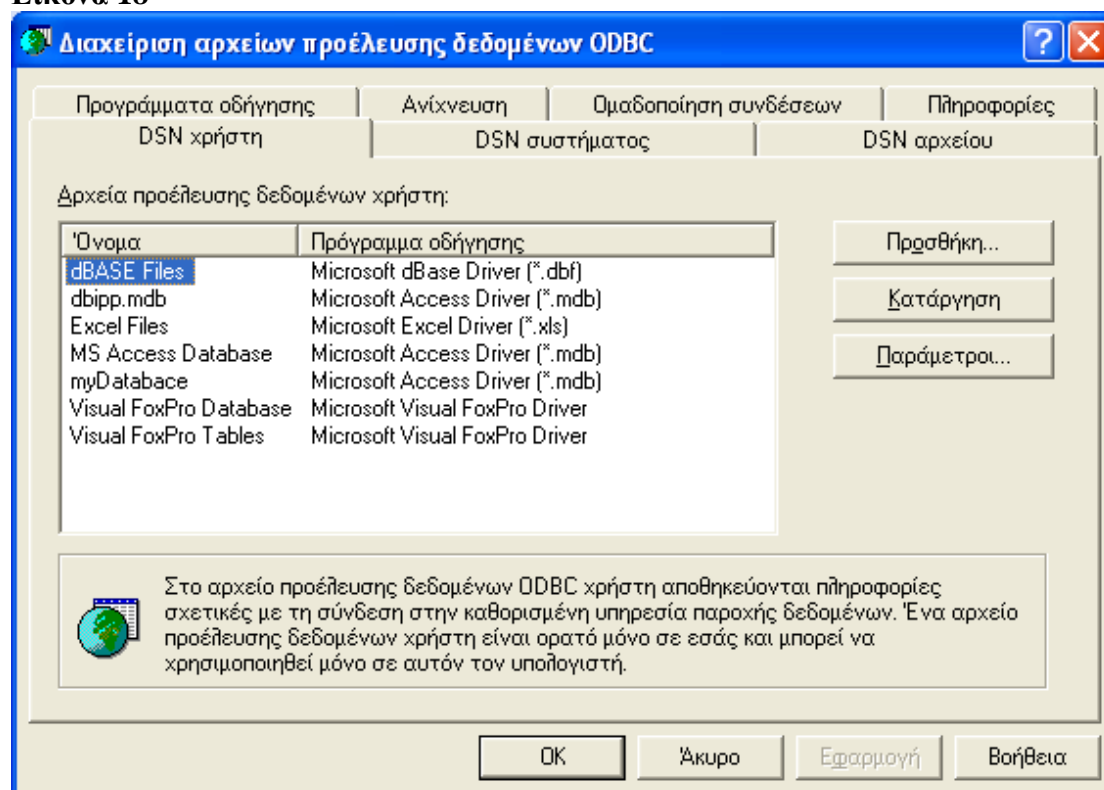 Διαχείριση αρχείων προέλευσης δεδομένων ODBC
Προγράμματα οδήγησης Ανίχνευση Ομαδοποίηση συνδέσεων Πληροφορίες
DSN χρήστη DSN συστήματος DSN αρχείου
Αρχεία προέλευσης δεδομένων χρήστη:
Όνομα Πρόγραμμα οδήγησης
dBASE Files Microsoft dBase Driver (*.dbf)
dbipp.mdb Microsoft Access Driver (*.mdb)
Excel Files Microsoft Excel Driver (*.xls)
MS Access Database Microsoft Access Driver (*.mdb)
myDatabace Microsoft Access Driver (*.mdb)
Visual FoxPro Database Microsoft Visual FoxPro Driver
Visual FoxPro Tables Microsoft Visual FoxPro Driver
Προσθήκη...
Κατάργηση
Παράμετροι...
Στο αρχείο προέλευσης δεδομένων ODBC χρήστη αποθηκεύονται πληροφορίες
σχετικές με τη σύνδεση στην καθορισμένη υπηρεσία παροχής δεδομένων. Ένα αρχείο
προέλευσης δεδομένων χρήστη είναι ορατό μόνο σε εσάς και μπορεί να
χρησιμοποιηθεί μόνο σε αυτόν τον υπολογιστή.
OK Άκυρο Εφαρμογή Βοήθεια